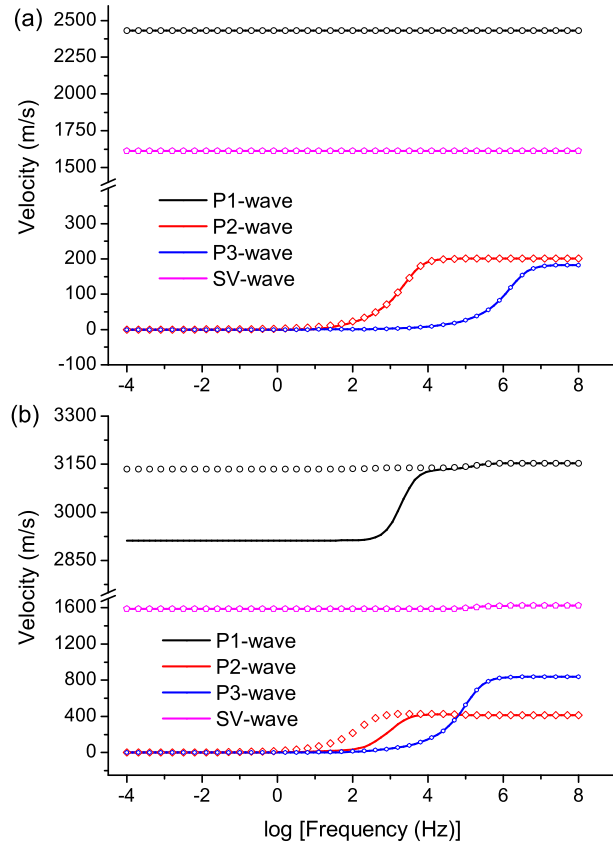 (a)
2500
2250
2000
1750
1500
200
100
0
-100
Velocity (m/s)
P1-wave
P2-wave
P3-wave
SV-wave
-4 -2 0 2 4 6 8
(b)
3300
3150
3000
2850
1600
1200
800
400
0
Velocity (m/s)
P1-wave
P2-wave
P3-wave
SV-wave
-4 -2 0 2 4 6 8
log [Frequency (Hz)]